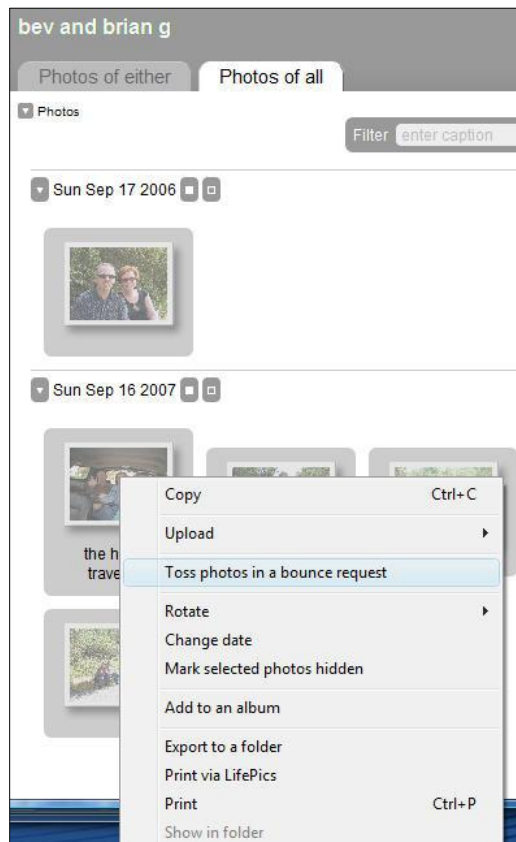 bev and brian g
Photos of either Photos of all
Photos
Filter enter caption
Sun Sep 17 2006
Sun Sep 16 2007
the h
trave
Copy Ctrl+C
Upload
Toss photos in a bounce request
Rotate
Change date
Mark selected photos hidden
Add to an album
Export to a folder
Print via LifePics
Print Ctrl+P
Show in folder